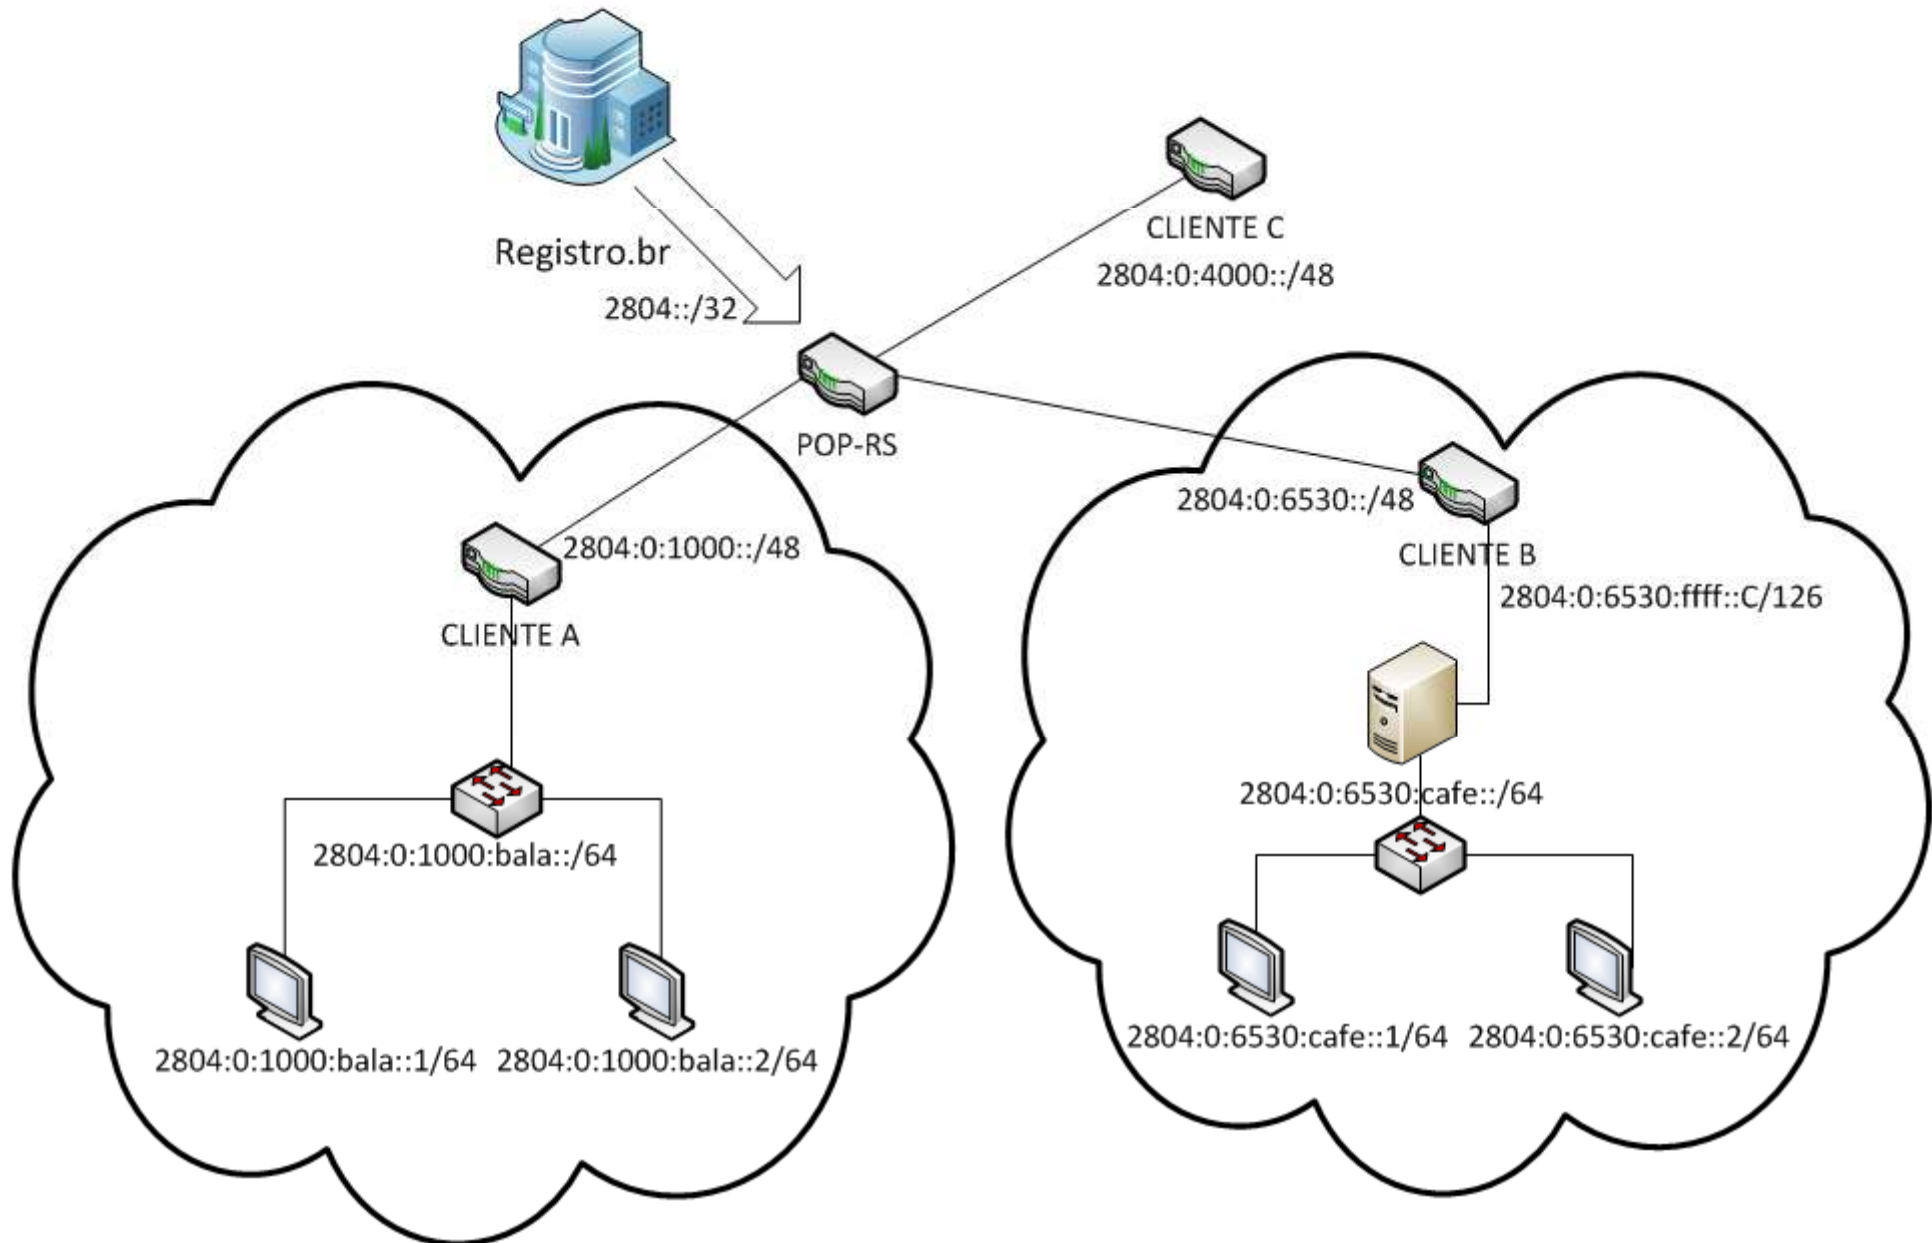 Registro.br
2804::/32
CLIENTE C
2804:0:4000::/48
POP-RS
2804:0:1000::/48
CLIENTE A
2804:0:1000:bala::/64
2804:0:1000:bala::1/64
2804:0:1000:bala::2/64
2804:0:6530::/48
CLIENTE B
2804:0:6530:ffff::C/126
2804:0:6530:cafe::/64
2804:0:6530:cafe::1/64
2804:0:6530:cafe::2/64